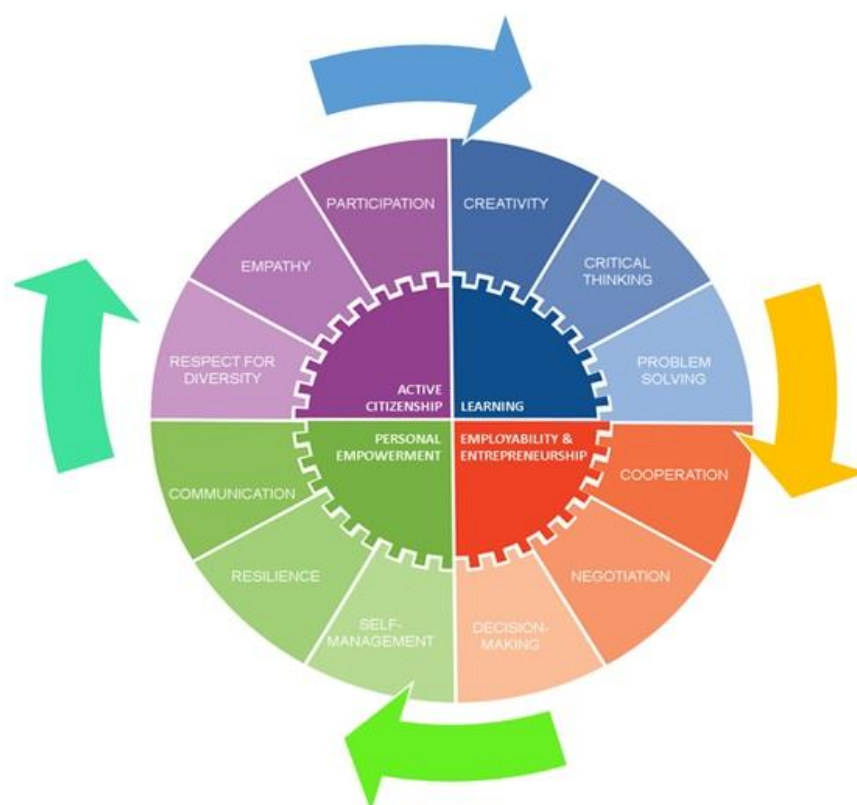 PARTICIPATION
CREATIVITY
EMPATHY
CRITICAL
THINKING
RESPECT FOR
DIVERSITY
PROBLEM
SOLVING
ACTIVE
CITIZENSHIP
LEARNING
PERSONAL
EMPOWERMENT
EMPLOYABILITY &
ENTREPRENEURSHIP
COMMUNICATION
COOPERATION
RESILIENCE
NEGOTIATION
SELF-
MANAGEMENT
DECISION-
MAKING